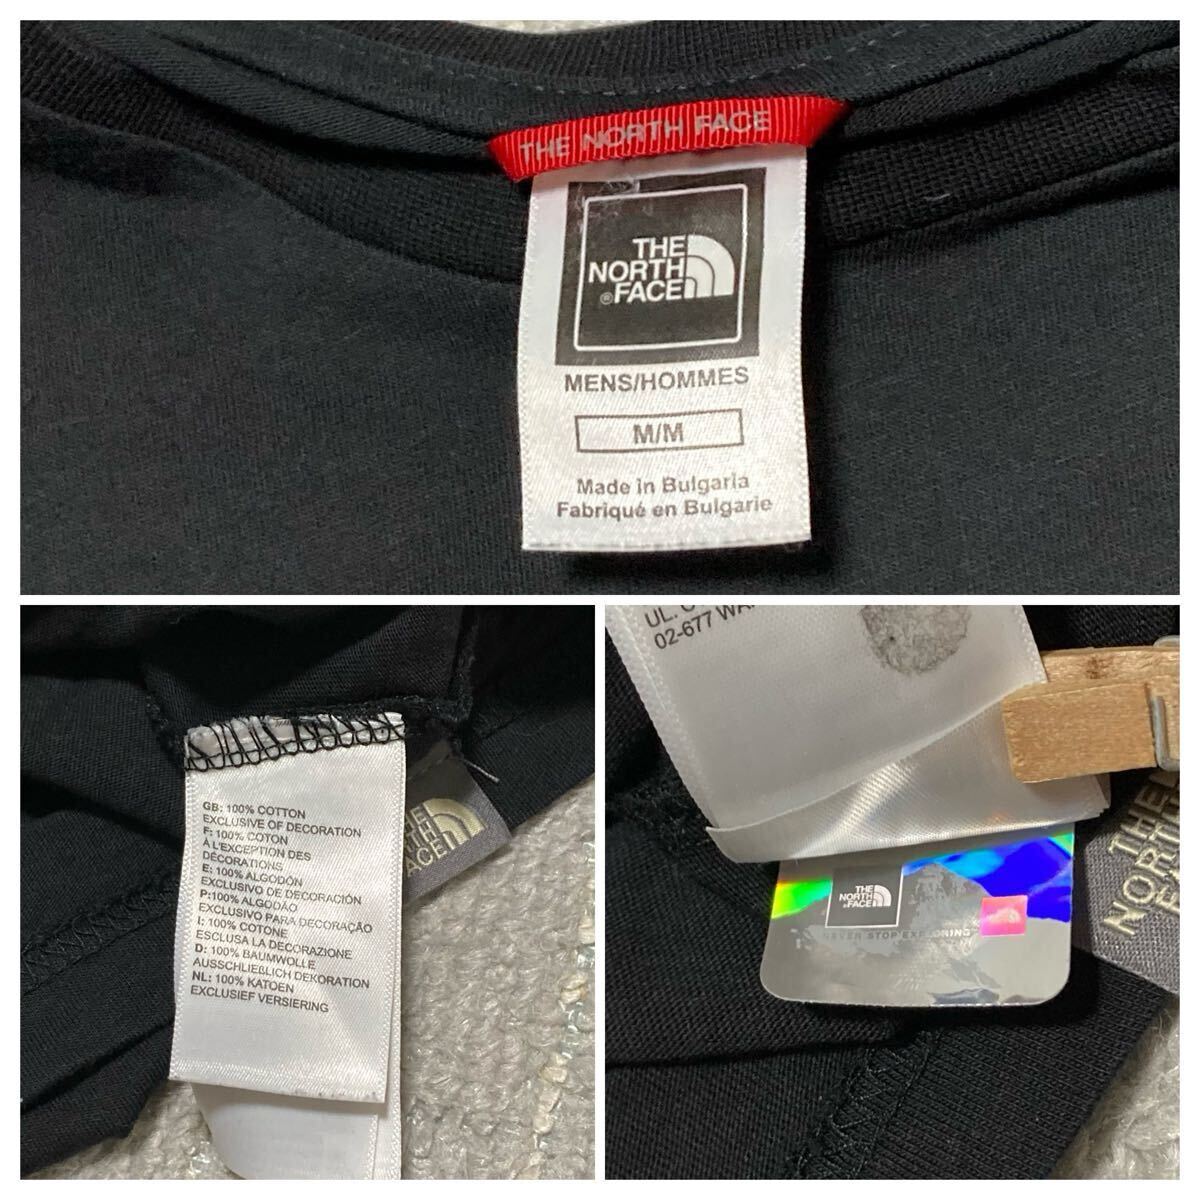 THE NORTH FACE
THE
NORTH
®FACE
MENS/HOMMES
M/M
Made in Bulgaria
Fabriqué en Bulgarie
GB: 100% COTTON
EXCLUSIVE OF DECORATION
F: 100% COTON
À L'EXCEPTION DES
DÉCORATIONS
E: 100% ALGODÓN
EXCLUSIVO DE DECORACIÓN
P:100% ALGODÃO
EXCLUSIVO PARA DECORAÇÃO
I: 100% COTONE
ESCLUSA LA DECORAZIONE
D: 100% BAUMWOLLE
AUSSCHLIEßLICH DEKORATION
NL: 100% KATOEN
EXCLUSIEF VERSIERING
THE
NORTH
FACE
UL.
02-677
THE
NORTH
FACE
NEVER STOP EXPLORING
THE
NORTH